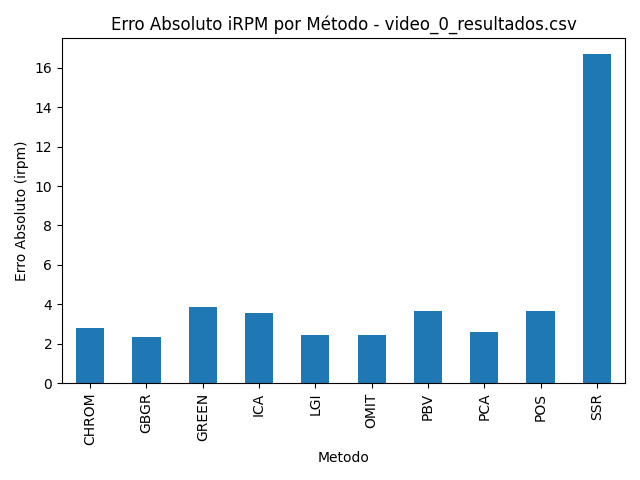 Erro Absoluto iRPM por Método - video_0_resultados.csv
Erro Absoluto (irpm)
16
14
12
10
8
6
4
2
0
CHROM
GBGR
GREEN
ICA
LGI
OMIT
PBV
PCA
POS
SSR
Metodo